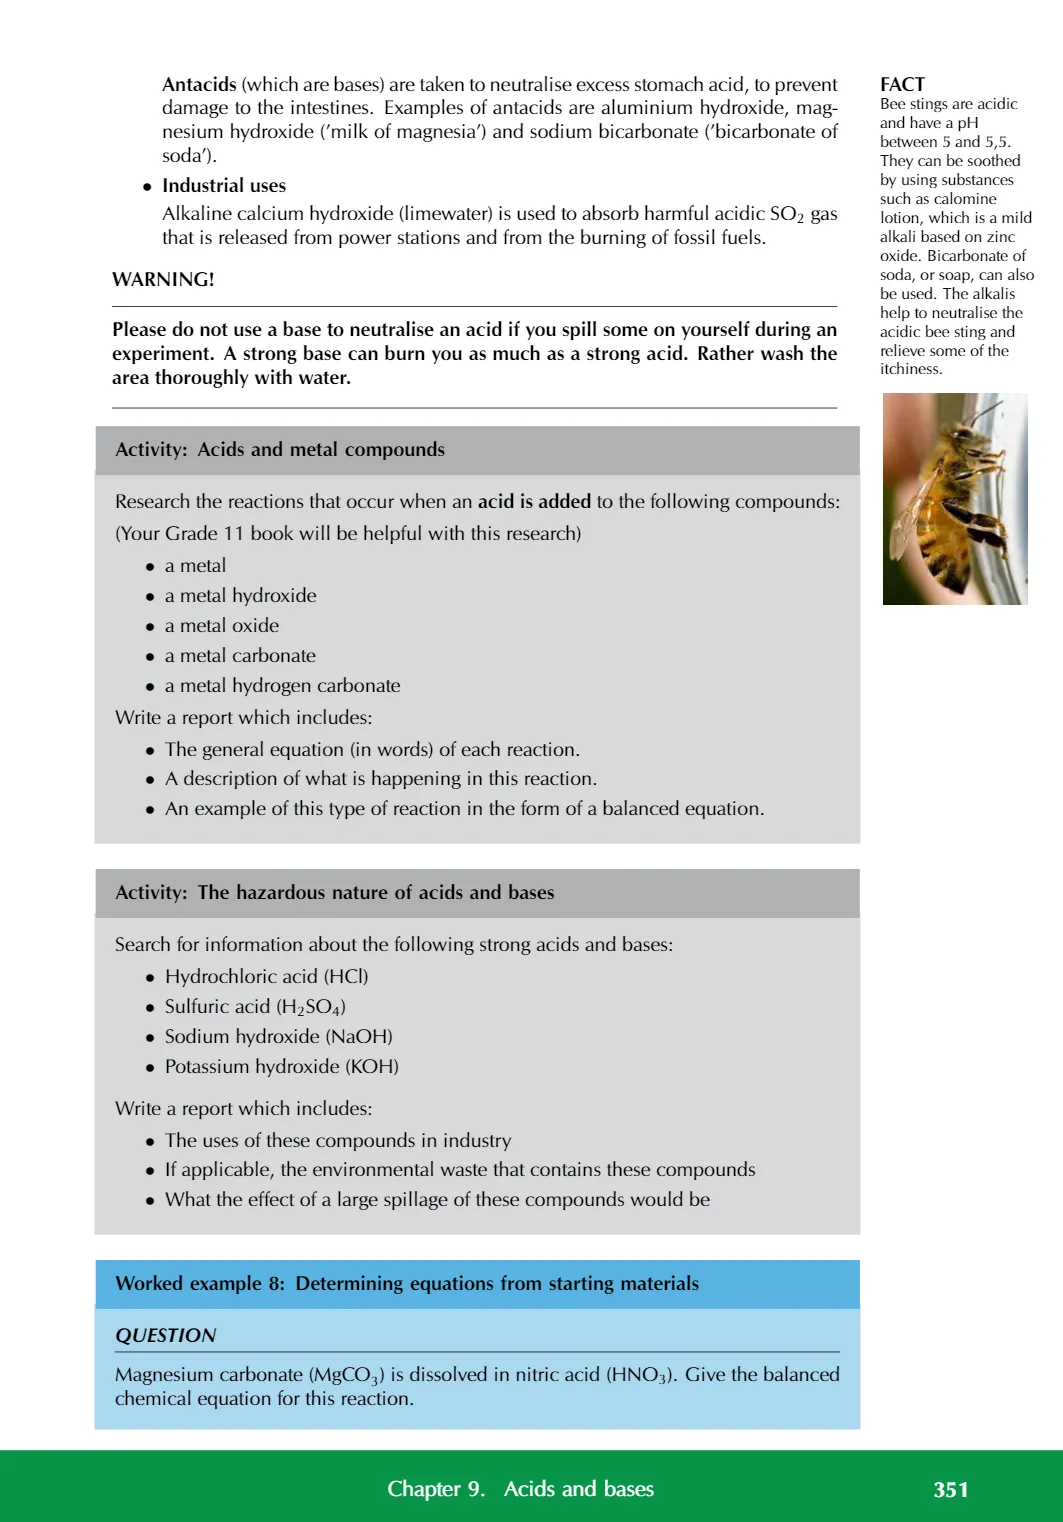 Antacids (which are bases) are taken to neutralise excess stomach acid, to prevent
damage to the intestines. Examples of antacids are aluminium hydroxide, mag-
nesium hydroxide (’milk of magnesia’) and sodium bicarbonate (’bicarbonate of
soda’).
• Industrial uses
Alkaline calcium hydroxide (limewater) is used to absorb harmful acidic SO₂ gas
that is released from power stations and from the burning of fossil fuels.
WARNING!
Please do not use a base to neutralise an acid if you spill some on yourself during an
experiment. A strong base can burn you as much as a strong acid. Rather wash the
area thoroughly with water.
FACT
Bee stings are acidic
and have a pH
between 5 and 5,5.
They can be soothed
by using substances
such as calomine
lotion, which is a mild
alkali based on zinc
oxide. Bicarbonate of
soda, or soap, can also
be used. The alkalis
help to neutralise the
acidic bee sting and
relieve some of the
itchiness.
Activity: Acids and metal compounds
Research the reactions that occur when an acid is added to the following compounds:
(Your Grade 11 book will be helpful with this research)
• a metal
• a metal hydroxide
• a metal oxide
• a metal carbonate
• a metal hydrogen carbonate
Write a report which includes:
• The general equation (in words) of each reaction.
• A description of what is happening in this reaction.
• An example of this type of reaction in the form of a balanced equation.
Activity: The hazardous nature of acids and bases
Search for information about the following strong acids and bases:
• Hydrochloric acid (HCl)
• Sulfuric acid (H₂SO₄)
• Sodium hydroxide (NaOH)
• Potassium hydroxide (KOH)
Write a report which includes:
• The uses of these compounds in industry
• If applicable, the environmental waste that contains these compounds
• What the effect of a large spillage of these compounds would be
Worked example 8: Determining equations from starting materials
QUESTION
Magnesium carbonate (MgCO₃) is dissolved in nitric acid (HNO₃). Give the balanced
chemical equation for this reaction.
Chapter 9. Acids and bases 351